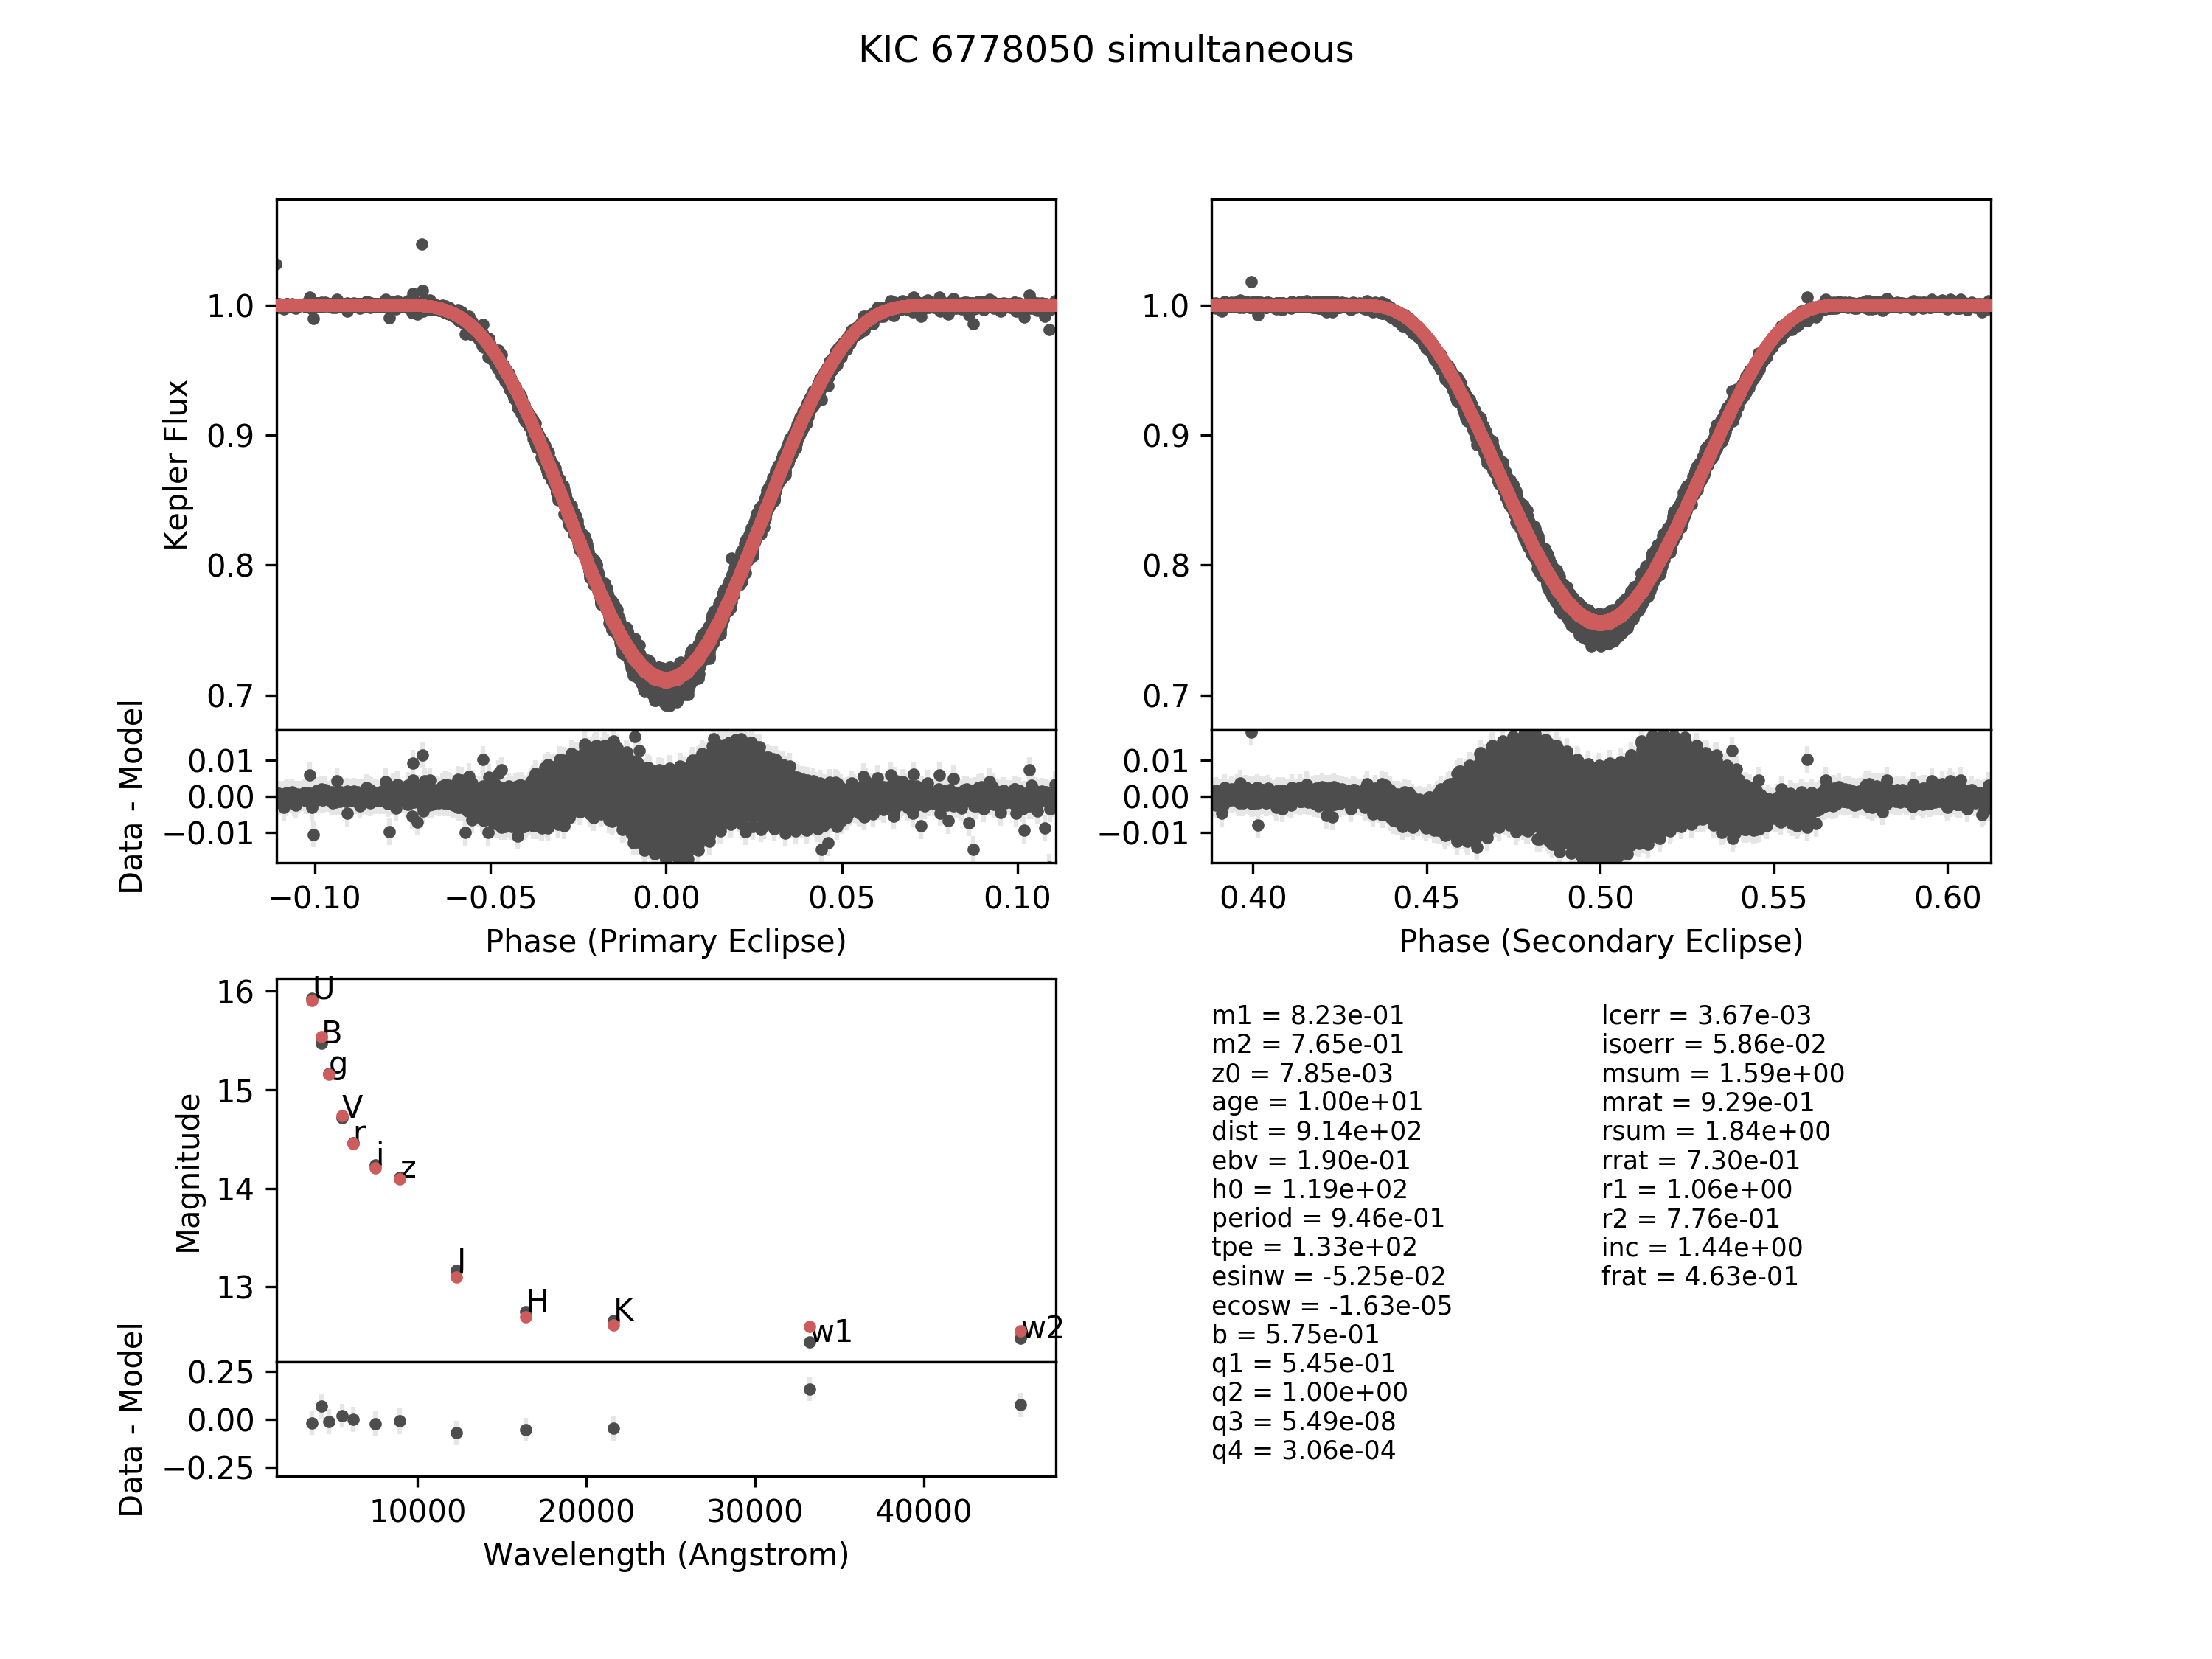 KIC 6778050 simultaneous
Kepler Flux
1.0
0.9
0.8
0.7
1.0
0.9
0.8
0.7
Data - Model
0.01
0.00
−0.01
0.01
0.00
−0.01
−0.10 −0.05 0.00 0.05 0.10
Phase (Primary Eclipse)
0.40 0.45 0.50 0.55 0.60
Phase (Secondary Eclipse)
Magnitude
16
15
14
13
U
B
g
V
r
i
z
J
H
K
w1
w2
Data - Model
0.25
0.00
−0.25
10000 20000 30000 40000
Wavelength (Angstrom)
m1 = 8.23e-01
m2 = 7.65e-01
z0 = 7.85e-03
age = 1.00e+01
dist = 9.14e+02
ebv = 1.90e-01
h0 = 1.19e+02
period = 9.46e-01
tpe = 1.33e+02
esinw = -5.25e-02
ecosw = -1.63e-05
b = 5.75e-01
q1 = 5.45e-01
q2 = 1.00e+00
q3 = 5.49e-08
q4 = 3.06e-04
lcerr = 3.67e-03
isoerr = 5.86e-02
msum = 1.59e+00
mrat = 9.29e-01
rsum = 1.84e+00
rrat = 7.30e-01
r1 = 1.06e+00
r2 = 7.76e-01
inc = 1.44e+00
frat = 4.63e-01